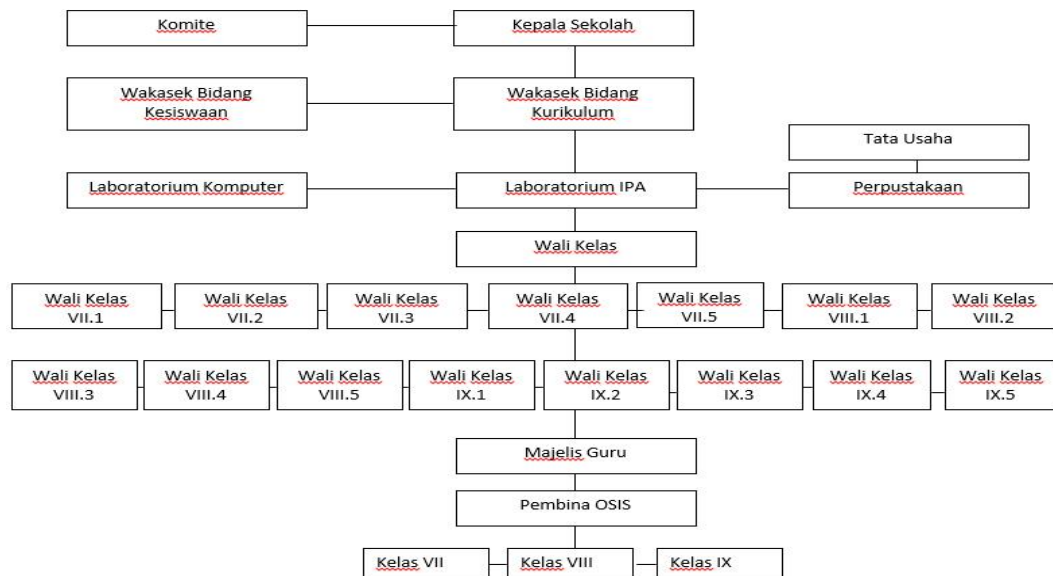 Komite
Kepala Sekolah
Wakasek Bidang
Kesiswaan
Wakasek Bidang
Kurikulum
Tata Usaha
Laboratorium Komputer
Laboratorium IPA
Perpustakaan
Wali Kelas
Wali Kelas
VII.1
Wali Kelas
VII.2
Wali Kelas
VII.3
Wali Kelas
VII.4
Wali Kelas
VII.5
Wali Kelas
VIII.1
Wali Kelas
VIII.2
Wali Kelas
VIII.3
Wali Kelas
VIII.4
Wali Kelas
VIII.5
Wali Kelas
IX.1
Wali Kelas
IX.2
Wali Kelas
IX.3
Wali Kelas
IX.4
Wali Kelas
IX.5
Majelis Guru
Pembina OSIS
Kelas VII
Kelas VIII
Kelas IX